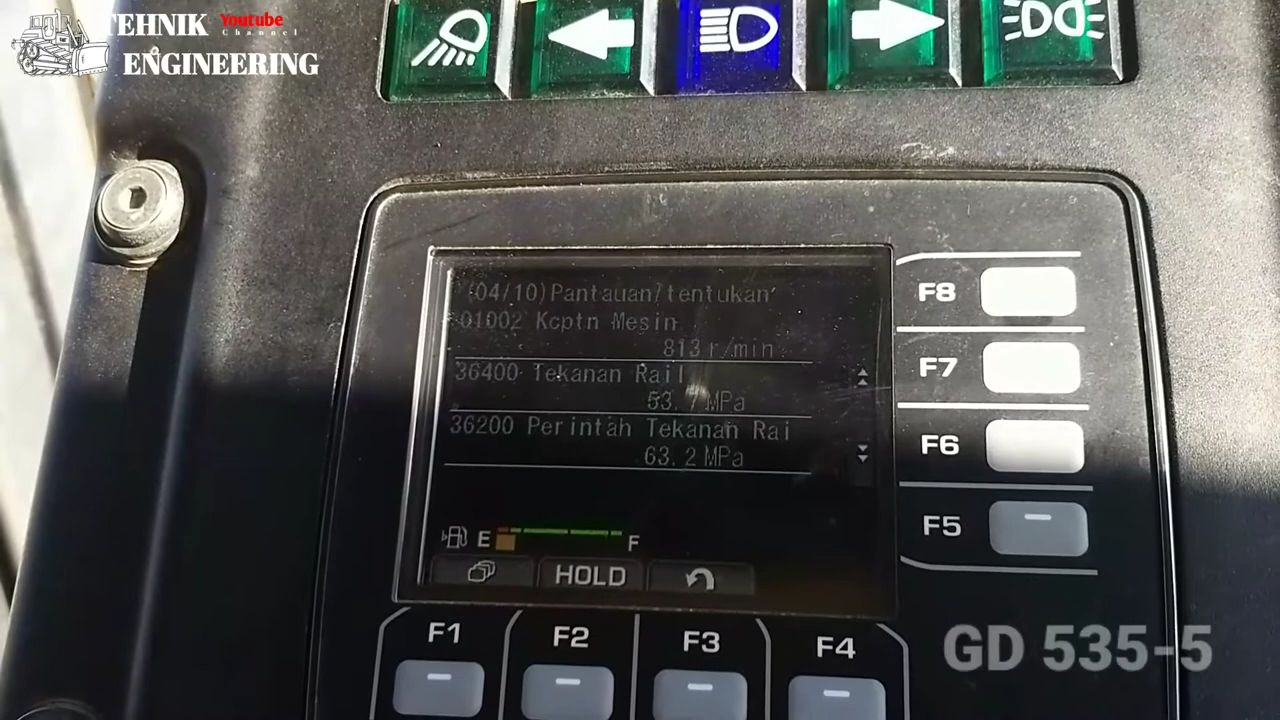 TEHNIK
Youtube
Channel
ENGINEERING
(04/10)Pantauan/tentukan
01002 Kcptn Mesin
813 r/min
36400 Tekanan Rail
53.7 MPa
36200 Perintah Tekanan Rai
63.2 MPa
E F
HOLD
F8
F7
F6
F5
F1 F2 F3 F4
GD 535-5